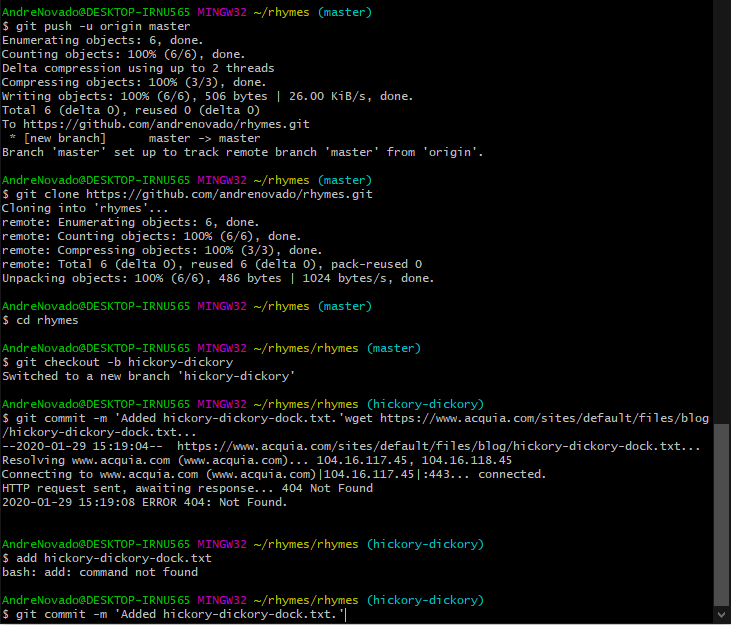 AndreNovado@DESKTOP-IRNU565 MINGW32 ~/rhymes (master)
$ git push -u origin master
Enumerating objects: 6, done.
Counting objects: 100% (6/6), done.
Delta compression using up to 2 threads
Compressing objects: 100% (3/3), done.
Writing objects: 100% (6/6), 506 bytes | 26.00 KiB/s, done.
Total 6 (delta 0), reused 0 (delta 0)
To https://github.com/andrenovado/rhymes.git
 * [new branch]      master -> master
Branch 'master' set up to track remote branch 'master' from 'origin'.
AndreNovado@DESKTOP-IRNU565 MINGW32 ~/rhymes (master)
$ git clone https://github.com/andrenovado/rhymes.git
Cloning into 'rhymes'...
remote: Enumerating objects: 6, done.
remote: Counting objects: 100% (6/6), done.
remote: Compressing objects: 100% (3/3), done.
remote: Total 6 (delta 0), reused 6 (delta 0), pack-reused 0
Unpacking objects: 100% (6/6), 486 bytes | 1024 bytes/s, done.
AndreNovado@DESKTOP-IRNU565 MINGW32 ~/rhymes (master)
$ cd rhymes
AndreNovado@DESKTOP-IRNU565 MINGW32 ~/rhymes/rhymes (master)
$ git checkout -b hickory-dickory
Switched to a new branch 'hickory-dickory'
AndreNovado@DESKTOP-IRNU565 MINGW32 ~/rhymes/rhymes (hickory-dickory)
$ git commit -m 'Added hickory-dickory-dock.txt.'wget https://www.acquia.com/sites/default/files/blog
/hickory-dickory-dock.txt...
--2020-01-29 15:19:04--  https://www.acquia.com/sites/default/files/blog/hickory-dickory-dock.txt...
Resolving www.acquia.com (www.acquia.com)... 104.16.117.45, 104.16.118.45
Connecting to www.acquia.com (www.acquia.com)|104.16.117.45|:443... connected.
HTTP request sent, awaiting response... 404 Not Found
2020-01-29 15:19:08 ERROR 404: Not Found.
AndreNovado@DESKTOP-IRNU565 MINGW32 ~/rhymes/rhymes (hickory-dickory)
$ add hickory-dickory-dock.txt
bash: add: command not found
AndreNovado@DESKTOP-IRNU565 MINGW32 ~/rhymes/rhymes (hickory-dickory)
$ git commit -m 'Added hickory-dickory-dock.txt.'